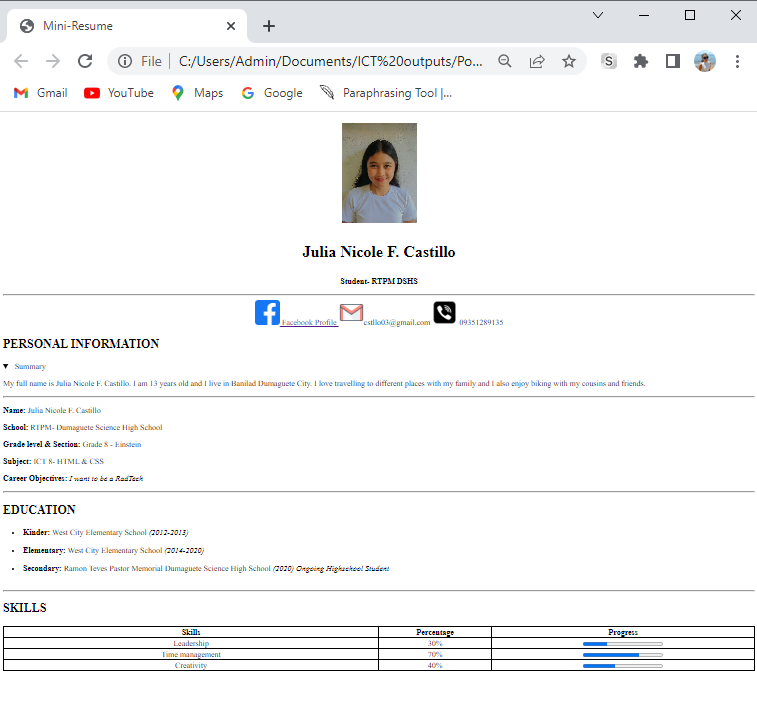 Mini-Resume
File C:/Users/Admin/Documents/ICT%20outputs/Po... S
Gmail YouTube Maps Google Paraphrasing Tool |...
Julia Nicole F. Castillo
Student- RTPM DSHS
Facebook Profile cstllo03@gmail.com 09351289135
PERSONAL INFORMATION
Summary
My full name is Julia Nicole F. Castillo. I am 13 years old and I live in Banilad Dumaguete City. I love travelling to different places with my family and I also enjoy biking with my cousins and friends.
Name: Julia Nicole F. Castillo
School: RTPM- Dumaguete Science High School
Grade level & Section: Grade 8 - Einstein
Subject: ICT 8- HTML & CSS
Career Objectives: I want to be a RadTech
EDUCATION
• Kinder: West City Elementary School (2012-2013)
• Elementary: West City Elementary School (2014-2020)
• Secondary: Ramon Teves Pastor Memorial Dumaguete Science High School (2020) Ongoing Highschool Student
SKILLS
Skills Percentage Progress
Leadership 30%
Time management 70%
Creativity 40%